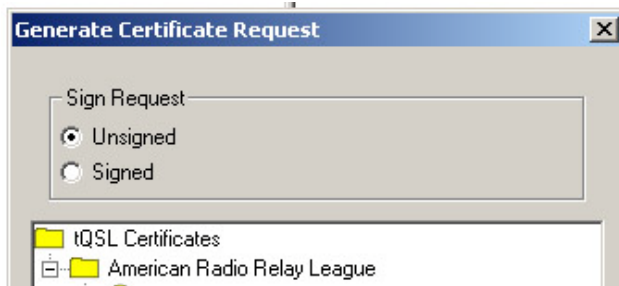 Generate Certificate Request
Sign Request
Unsigned
Signed
tQSL Certificates
American Radio Relay League